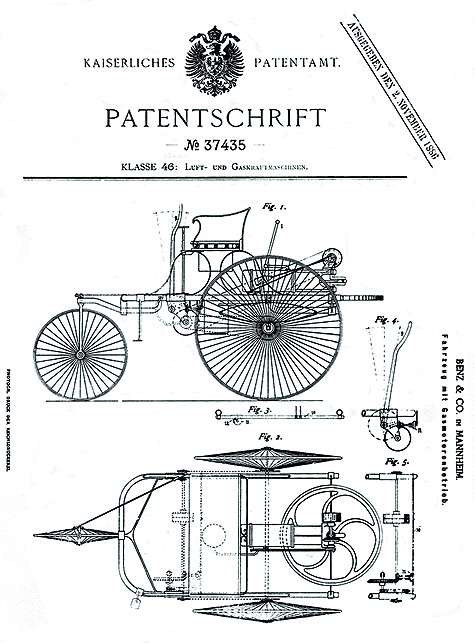 KAISERLICHES PATENTAMT.
AUSGEGEBEN DEN 2. NOVEMBER 1886
PATENTSCHRIFT
№ 37435
KLASSE 46: LUFT- UND GASKRAFTMASCHINEN.
Fig. 1.
Fig. 4.
Fig. 3.
Fig. 2.
Fig. 5.
BENZ & CO. IN MANNHEIM.
Fahrzeug mit Gasmotorenbetrieb.
PHOTOGR. DRUCK DER REICHSDRUCKEREI.